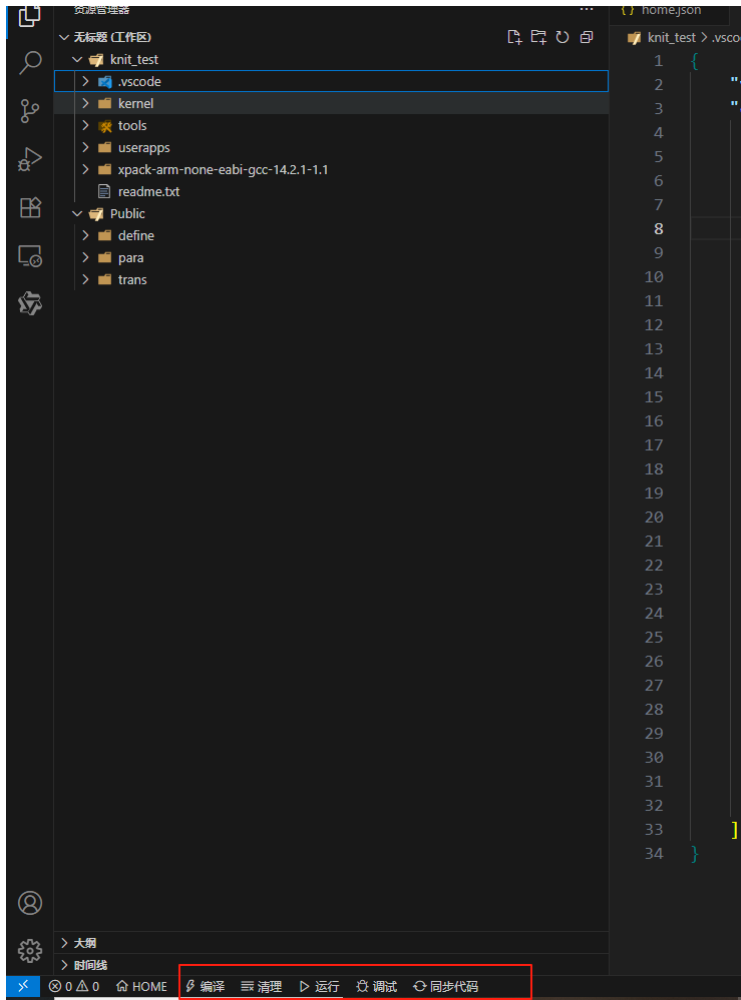 资源管理器 ···
无标题 (工作区)
knit_test
.vscode
kernel
tools
userapps
xpack-arm-none-eabi-gcc-14.2.1-1.1
readme.txt
Public
define
para
trans
大纲
时间线
{} home.json
knit_test > .vsco
1 {
2 "
3 "
4
5
6
7
8
9
10
11
12
13
14
15
16
17
18
19
20
21
22
23
24
25
26
27
28
29
30
31
32
33 ]
34 }
0 0 HOME 编译 清理 运行 调试 同步代码